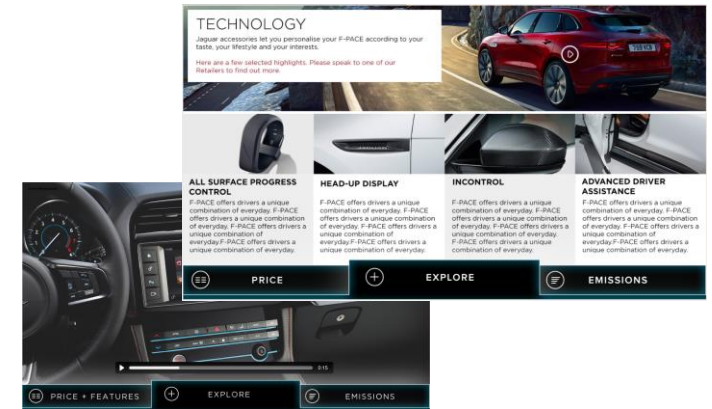 TECHNOLOGY
Jaguar accessories let you personalise your F-PACE according to your
taste, your lifestyle and your interests.
Here are a few selected highlights. Please speak to one of our
Retailers to find out more.
ALL SURFACE PROGRESS
CONTROL
F-PACE offers drivers a unique
combination of everyday. F-PACE
offers drivers a unique combination
of everyday. F-PACE offers drivers a
unique combination of
everyday.F-PACE offers drivers a
unique combination of everyday.
HEAD-UP DISPLAY
F-PACE offers drivers a unique
combination of everyday. F-PACE
offers drivers a unique combination
of everyday. F-PACE offers drivers a
unique combination of
everyday.F-PACE offers drivers a
unique combination of everyday.
INCONTROL
F-PACE offers drivers a unique
combination of everyday. F-PACE
offers drivers a unique combination
of everyday. F-PACE offers drivers a
unique combination of everyday.
F-PACE offers drivers a unique
combination of everyday.
ADVANCED DRIVER
ASSISTANCE
F-PACE offers drivers a unique
combination of everyday. F-PACE
offers drivers a unique combination
of everyday. F-PACE offers drivers a
unique combination of
everyday.F-PACE offers drivers a
unique combination of everyday.
PRICE
EXPLORE
EMISSIONS
0:15
PRICE + FEATURES
EXPLORE
EMISSIONS